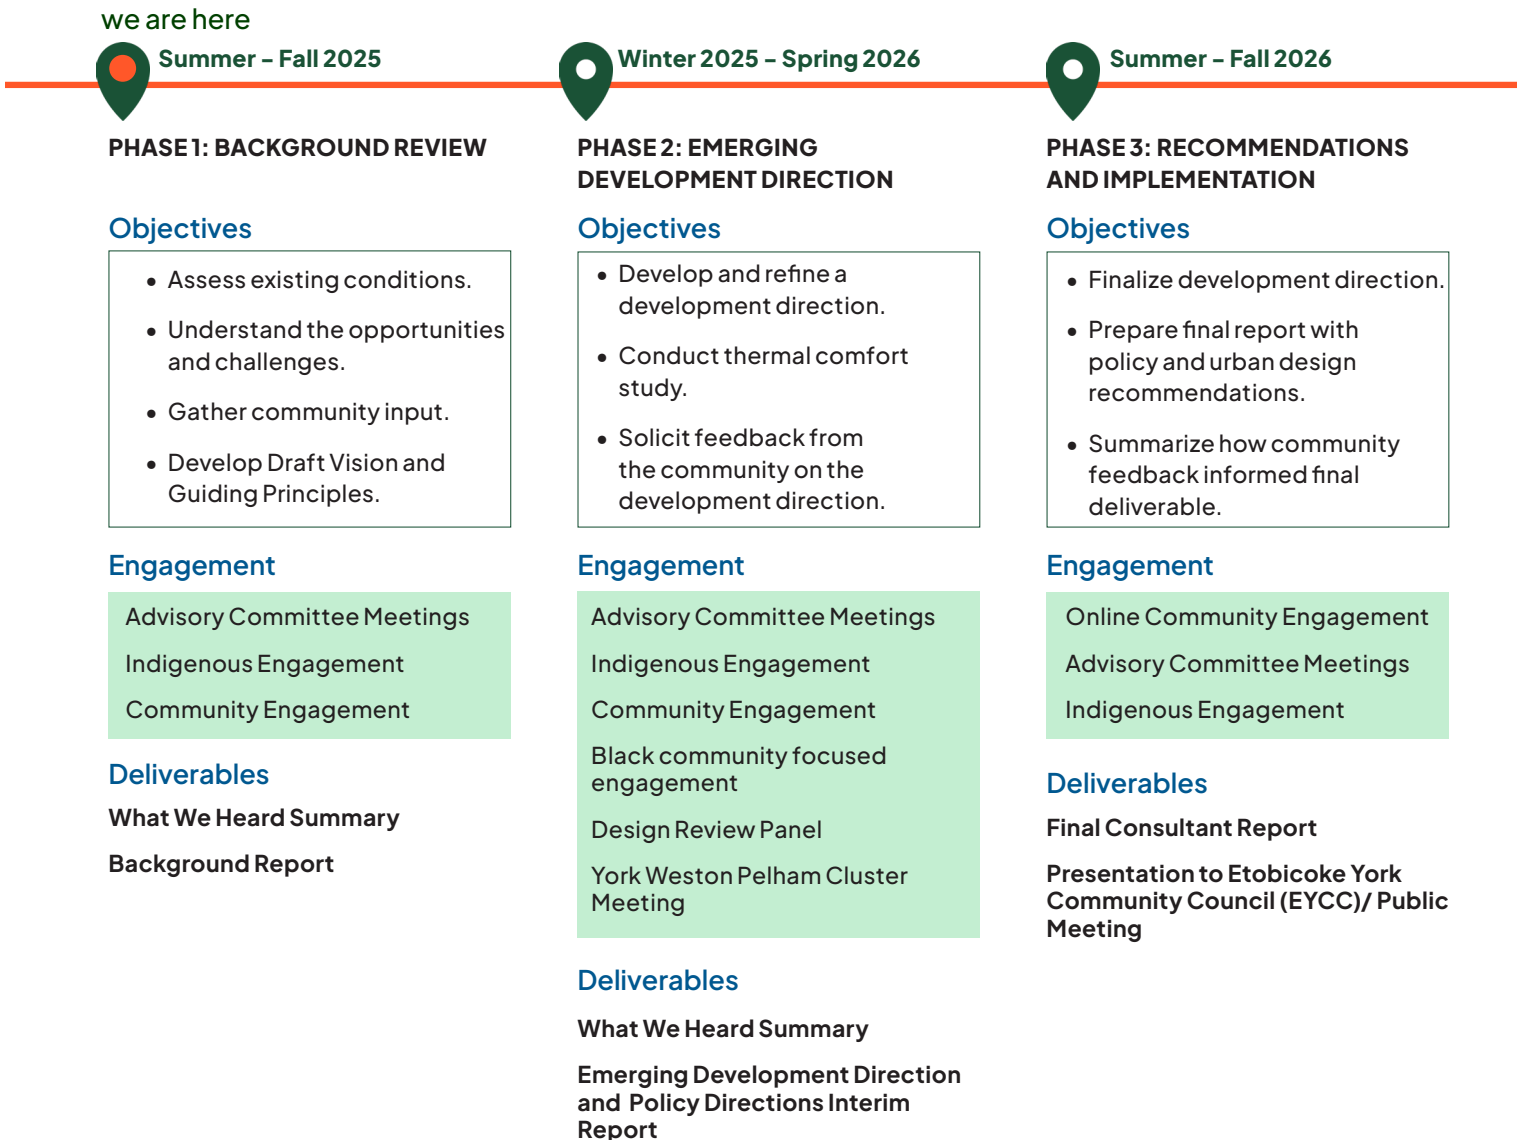 we are here
Summer – Fall 2025
PHASE 1: BACKGROUND REVIEW
Objectives
• Assess existing conditions.
• Understand the opportunities
and challenges.
• Gather community input.
• Develop Draft Vision and
Guiding Principles.
Engagement
Advisory Committee Meetings
Indigenous Engagement
Community Engagement
Deliverables
What We Heard Summary
Background Report
Winter 2025 – Spring 2026
PHASE 2: EMERGING
DEVELOPMENT DIRECTION
Objectives
• Develop and refine a
development direction.
• Conduct thermal comfort
study.
• Solicit feedback from
the community on the
development direction.
Engagement
Advisory Committee Meetings
Indigenous Engagement
Community Engagement
Black community focused
engagement
Design Review Panel
York Weston Pelham Cluster
Meeting
Deliverables
What We Heard Summary
Emerging Development Direction
and Policy Directions Interim
Report
Summer – Fall 2026
PHASE 3: RECOMMENDATIONS
AND IMPLEMENTATION
Objectives
• Finalize development direction.
• Prepare final report with
policy and urban design
recommendations.
• Summarize how community
feedback informed final
deliverable.
Engagement
Online Community Engagement
Advisory Committee Meetings
Indigenous Engagement
Deliverables
Final Consultant Report
Presentation to Etobicoke York
Community Council (EYCC)/ Public
Meeting